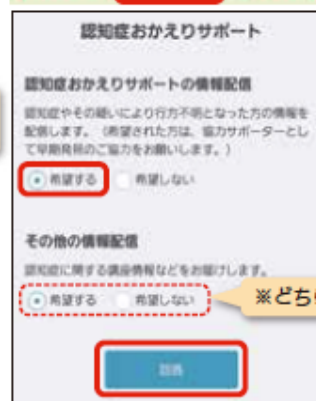 認知症おかえりサポート
認知症おかえりサポートの情報配信
認知症やその疑いにより行方不明となった方の情報を
配信します。(希望された方は、協力サポーターとし
て早期発見のご協力をお願いします。)
希望する 希望しない
その他の情報配信
認知症に関する講座情報などをお届けします。
希望する 希望しない
※どち